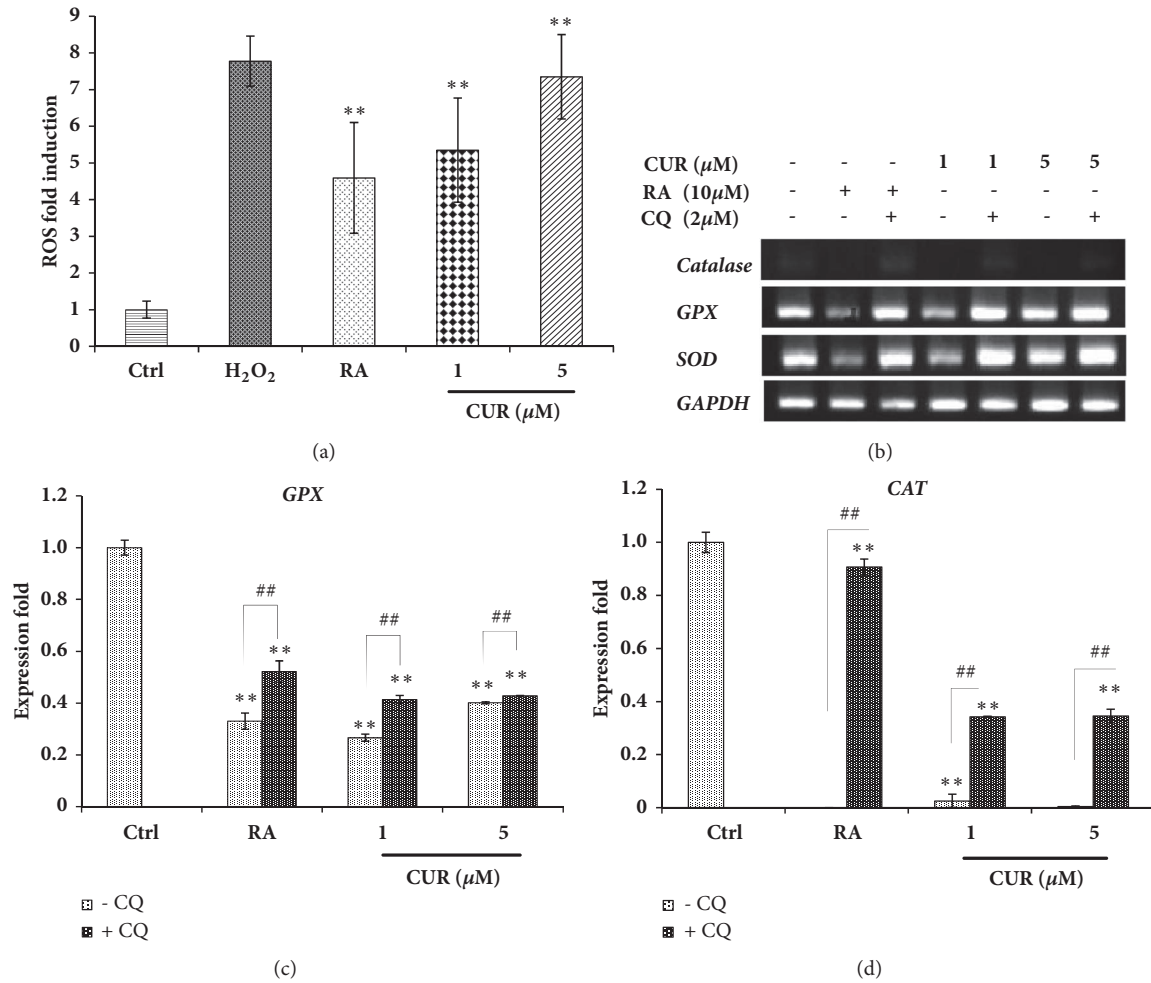 9
8
7
6
5
4
3
2
1
0
ROS fold induction
**
**
**
Ctrl H₂O₂ RA 1 5
CUR (µM)
(a)
CUR (µM) - - - 1 1 5 5
RA (10µM) - + + - - - -
CQ (2µM) - - + - + - +
Catalase
GPX
SOD
GAPDH
(b)
GPX
1.2
1.0
0.8
0.6
0.4
0.2
0
Expression fold
## ## ##
** ** ** ** ** **
Ctrl RA 1 5
CUR (µM)
- CQ
+ CQ
(c)
CAT
1.2
1.0
0.8
0.6
0.4
0.2
0
Expression fold
## ## ##
** ** ** **
Ctrl RA 1 5
CUR (µM)
- CQ
+ CQ
(d)